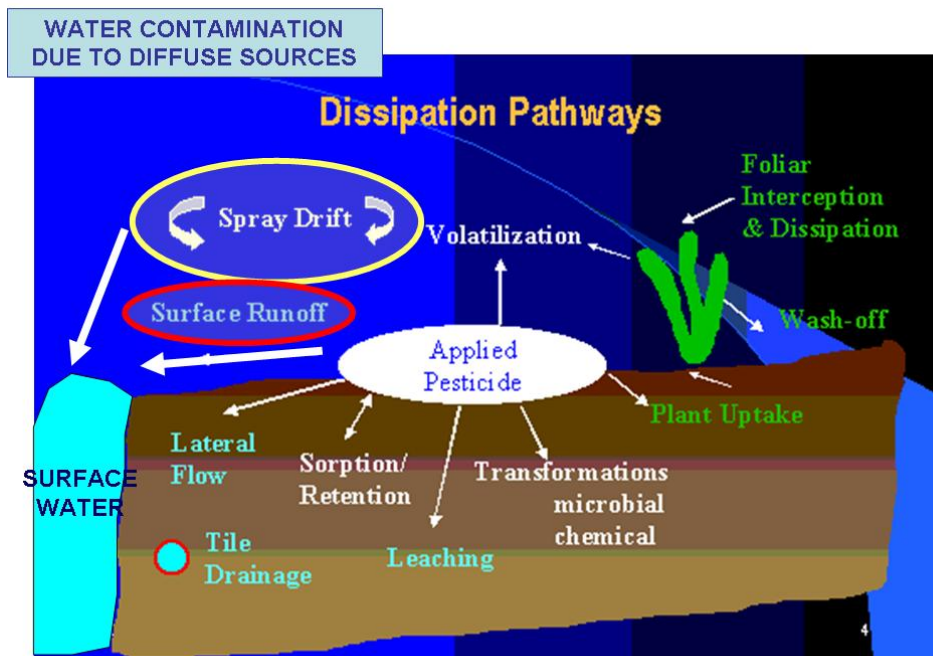 WATER CONTAMINATION
DUE TO DIFFUSE SOURCES
Dissipation Pathways
Foliar
Interception
& Dissipation
Spray Drift
Volatilization
Surface Runoff
Wash-off
Applied
Pesticide
Plant Uptake
Lateral
Flow
Sorption/
Retention
Transformations
microbial
chemical
SURFACE
WATER
Tile
Drainage
Leaching
4